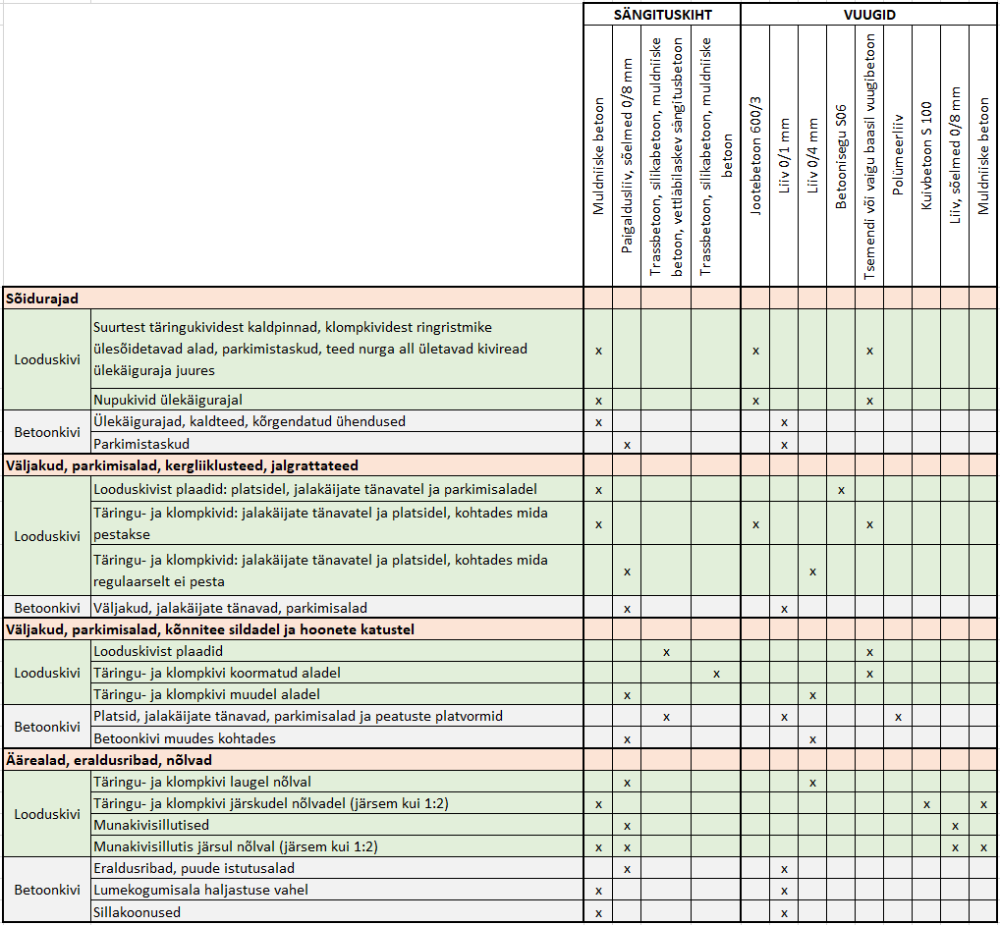 SÄNGITUSKIHT VUUGID
Muldniiske betoon
Paigaldusliiv, sõelmed 0/8 mm
Trassbetoon, silikabetoon, muldniiske
betoon, vettläbilaskev sängitusbetoon
Trassbetoon, silikabetoon, muldniiske
betoon
Jootebetoon 600/3
Liiv 0/1 mm
Liiv 0/4 mm
Betoonisegu S06
Tsemendi või vaigu baasil vuugibetoon
Polümeerliiv
Kuivbetoon S 100
Liiv, sõelmed 0/8 mm
Muldniiske betoon
Sõidurajad
Looduskivi
Suurtest täringukividest kaldpinnad, klompkividest ringristmike
ülesõidetavad alad, parkimistaskud, teed nurga all ületavad kiviread x x x
ülekäiguraja juures
Nupukivid ülekäigurajal x x x
Betoonkivi
Ülekäigurajad, kaldteed, kõrgendatud ühendused x x
Parkimistaskud x x
Väljakud, parkimisalad, kergliiklusteed, jalgrattateed
Looduskivi
Looduskivist plaadid: platsidel, jalakäijate tänavatel ja parkimisaladel x x
Täringu- ja klompkivid: jalakäijate tänavatel ja platsidel, kohtades mida
pestakse x x x
Täringu- ja klompkivid: jalakäijate tänavatel ja platsidel, kohtades mida
regulaarselt ei pesta x x
Betoonkivi Väljakud, jalakäijate tänavad, parkimisalad x x
Väljakud, parkimisalad, kõnnitee sildadel ja hoonete katustel
Looduskivi
Looduskivist plaadid x x
Täringu- ja klompkivi koormatud aladel x x
Täringu- ja klompkivi muudel aladel x x
Betoonkivi
Platsid, jalakäijate tänavad, parkimisalad ja peatuste platvormid x x x
Betoonkivi muudes kohtades x x
Äärealad, eraldusribad, nõlvad
Looduskivi
Täringu- ja klompkivi laugel nõlval x x
Täringu- ja klompkivi järskudel nõlvadel (järsem kui 1:2) x x x
Munakivisillutised x x
Munakivisillutis järsul nõlval (järsem kui 1:2) x x x x
Betoonkivi
Eraldusribad, puude istutusalad x x
Lumekogumisala haljastuse vahel x x
Sillakoonused x x